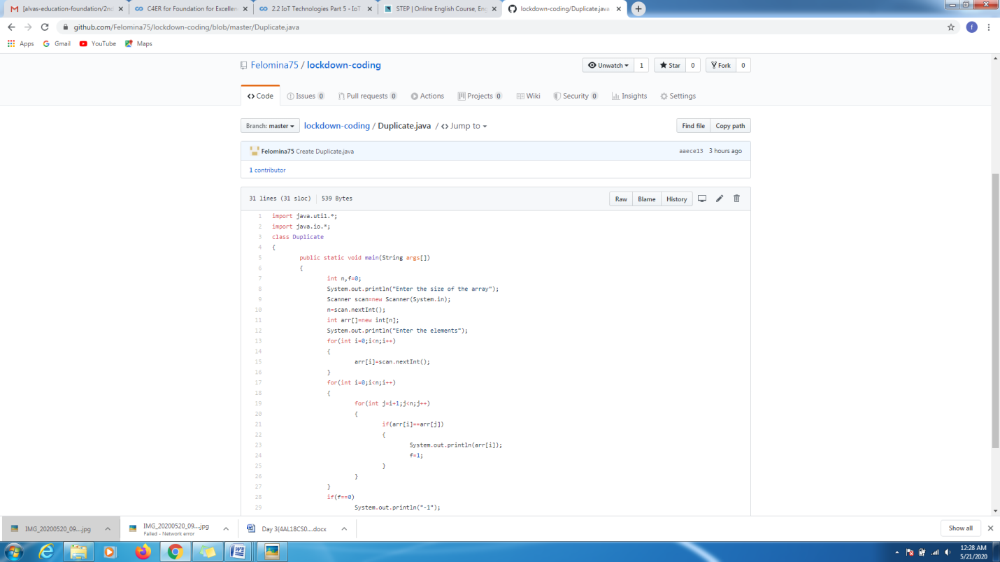 [alvas-education-foundation/2nd
C4ER for Foundation for Excellen
2.2 IoT Technologies Part 5 - IoT
STEP | Online English Course, Eng
lockdown-coding/Duplicate.java
github.com/Felomina75/lockdown-coding/blob/master/Duplicate.java
f
Apps
Gmail
YouTube
Maps
Felomina75 / lockdown-coding
Unwatch 1
Star 0
Fork 0
Code
Issues 0
Pull requests 0
Actions
Projects 0
Wiki
Security 0
Insights
Settings
Branch: master
lockdown-coding / Duplicate.java / <> Jump to
Find file
Copy path
Felomina75 Create Duplicate.java
aaece13 3 hours ago
1 contributor
31 lines (31 sloc) 539 Bytes
Raw
Blame
History
1 import java.util.*;
2 import java.io.*;
3 class Duplicate
4 {
5 public static void main(String args[])
6 {
7 int n,f=0;
8 System.out.println("Enter the size of the array");
9 Scanner scan=new Scanner(System.in);
10 n=scan.nextInt();
11 int arr[]=new int[n];
12 System.out.println("Enter the elements");
13 for(int i=0;i<n;i++)
14 {
15 arr[i]=scan.nextInt();
16 }
17 for(int i=0;i<n;i++)
18 {
19 for(int j=i+1;j<n;j++)
20 {
21 if(arr[i]==arr[j])
22 {
23 System.out.println(arr[i]);
24 f=1;
25 }
26 }
27 }
28 if(f==0)
29 System.out.println("-1");
IMG_20200520_09....jpg
IMG_20200520_09....jpg
Failed - Network error
Day 3(4AL18CS0....docx
Show all
12:28 AM
5/21/2020